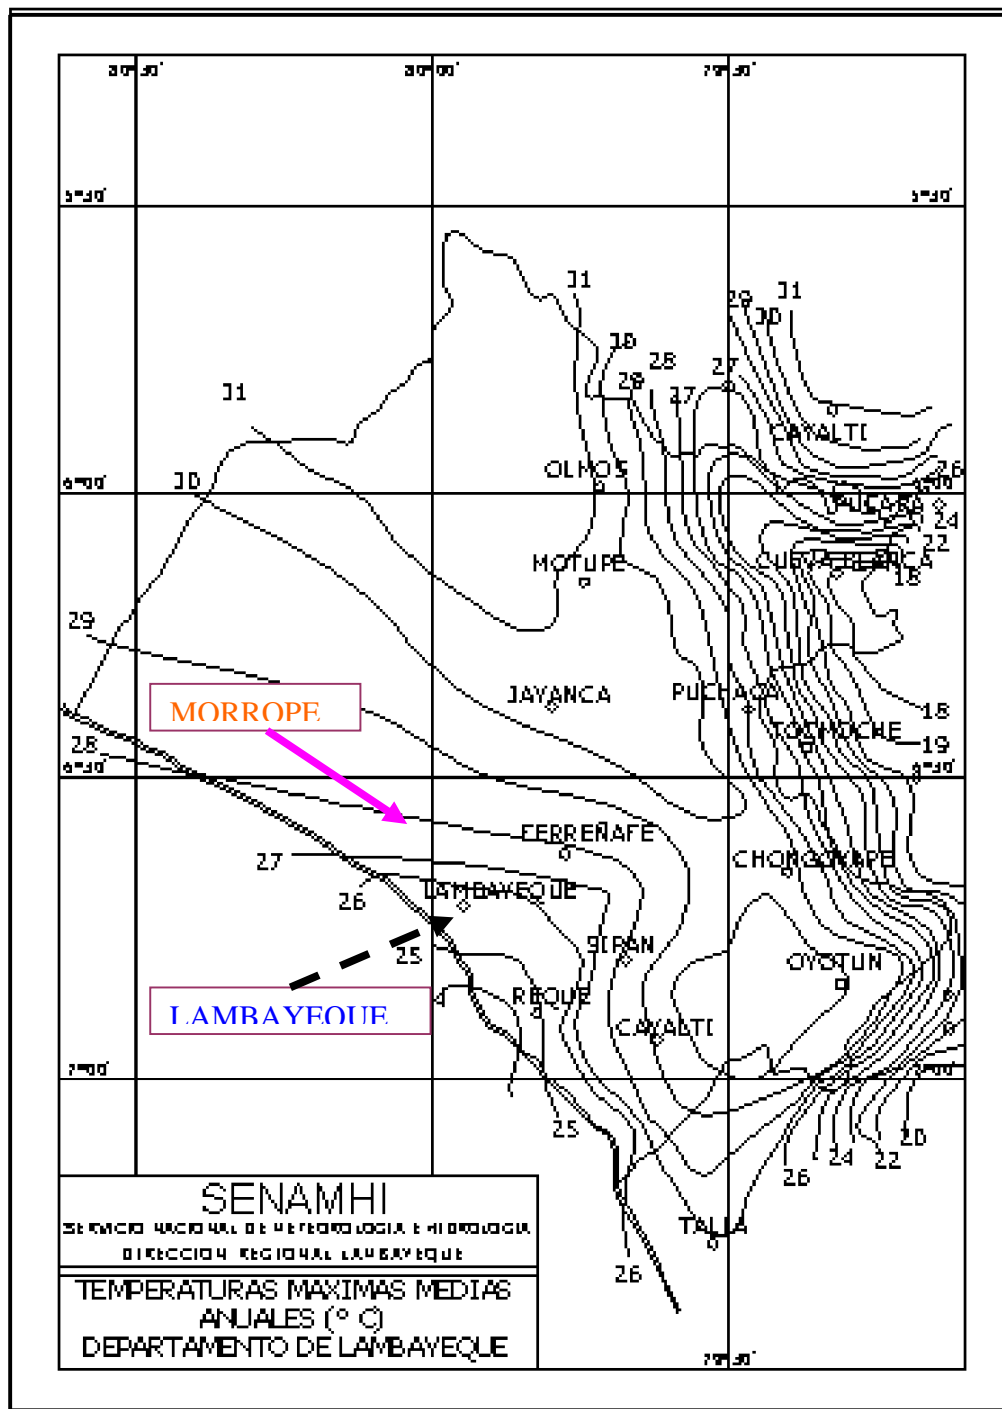 80°30' 80°00' 79°30'
5°30' 5°30'
31 29 31
30
30 28 27
29 27
31
CAYALTI
OLMOS 26
30 6°00'
PUCARA
24
22
MOTUPE CUEVA BLANCA
18
29
JAYANCA PUCHACA
MORROPE 18
TOCMOCHE
28 19
6°30' 6°30'
FERREÑAFE
27 CHONGOYAPE
26 LAMBAYEQUE
25 SIPAN
OYOTUN
4 REQUE
LAMBAYEQUE CAYALTI
7°00' 7°00'
25 20
24 22
26
SENAMHI
SERVICIO NACIONAL DE METEOROLOGIA E HIDROLOGIA
DIRECCION REGIONAL LAMBAYEQUE
TALLA
26
TEMPERATURAS MAXIMAS MEDIAS
ANUALES (° C)
DEPARTAMENTO DE LAMBAYEQUE
79°30'